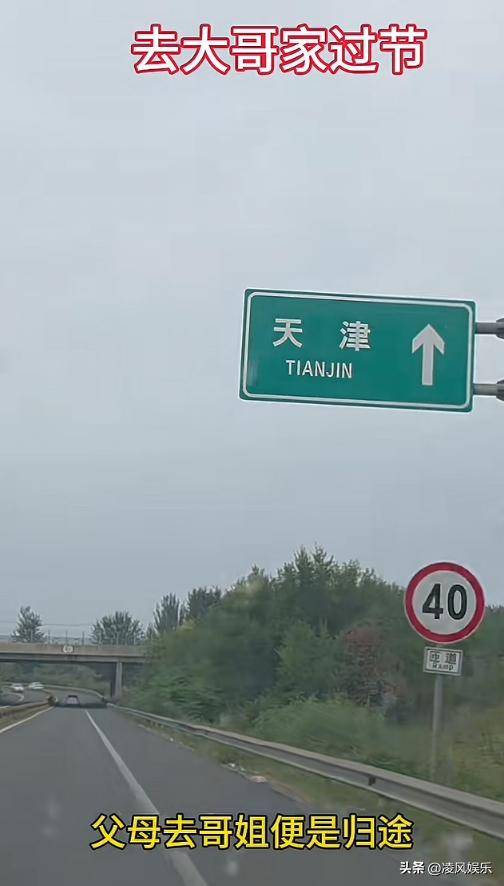 去大哥家过节
天 津
TIANJIN
40
匝道
Ramp
父母去哥姐便是归途
头条 @凌风娱乐